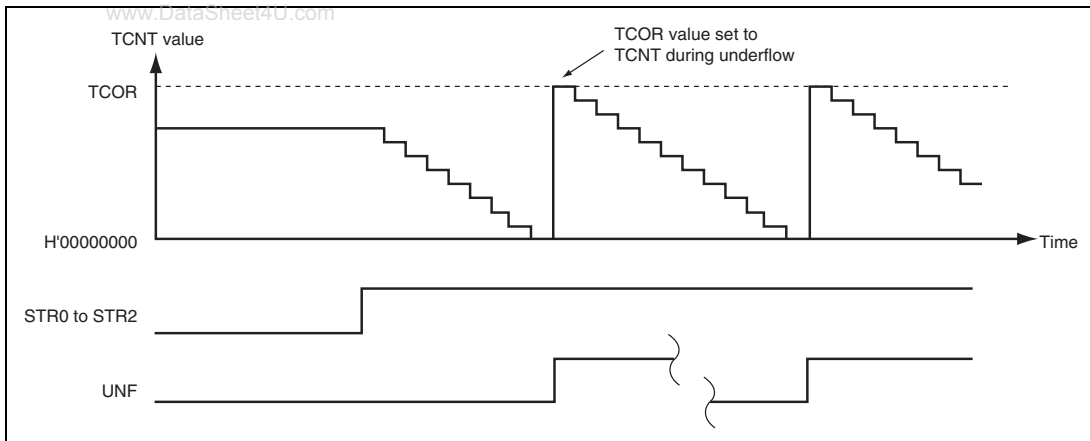 www.DataSheet4U.com
TCNT value
TCOR value set to
TCNT during underflow
TCOR
H'00000000
Time
STR0 to STR2
UNF